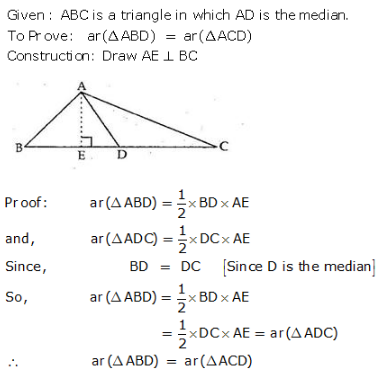 Given : ABC is a triangle in which AD is the median.
To Prove: ar(ΔABD) = ar(ΔACD)
Construction: Draw AE ⊥ BC
A
B E D C
Proof: ar(ΔABD) = 1/2 × BD × AE
and, ar(ΔADC) = 1/2 × DC × AE
Since, BD = DC [Since D is the median]
So, ar(ΔABD) = 1/2 × BD × AE
= 1/2 × DC × AE = ar(ΔADC)
∴ ar(ΔABD) = ar(ΔACD)